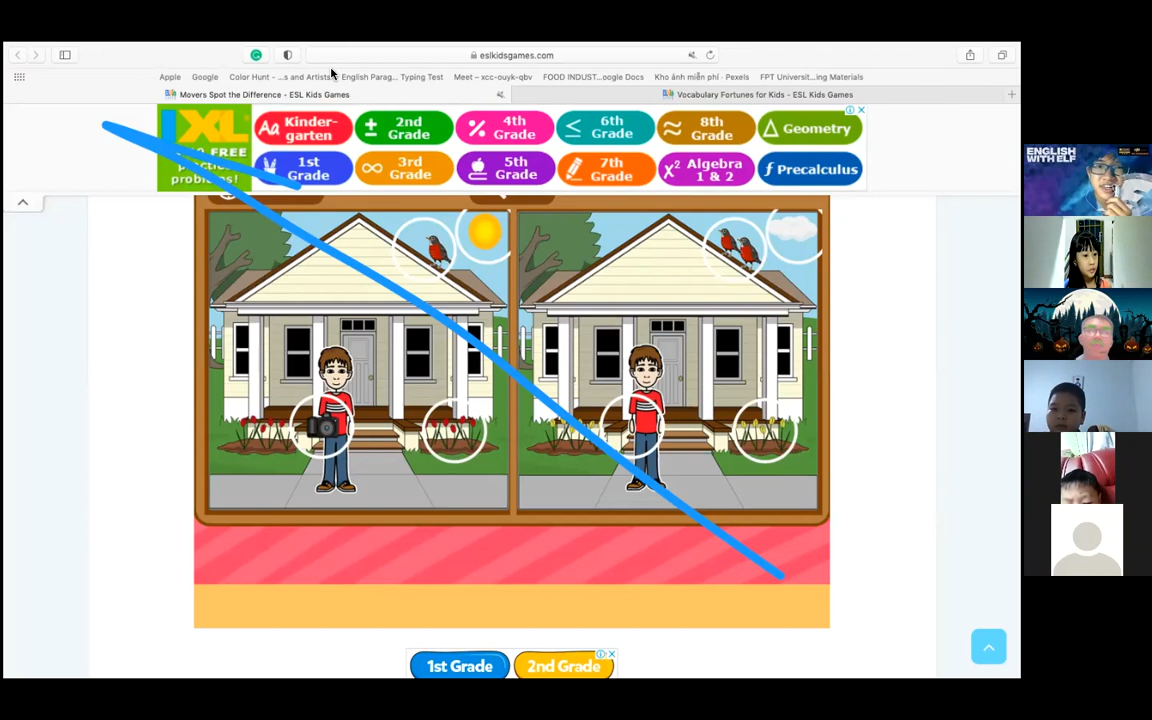 eslkidsgames.com
Apple Google Color Hunt - ...s and Artists English Parag... Typing Test Meet – xcc-ouyk-qbv FOOD INDUST...oogle Docs Kho ảnh miễn phí · Pexels FPT Universit...ing Materials
Movers Spot the Difference - ESL Kids Games
Vocabulary Fortunes for Kids - ESL Kids Games
IXL
FREE
practice
problems!
Aa Kinder-
garten
± 2nd
Grade
% 4th
Grade
≤ 6th
Grade
≈ 8th
Grade
Δ Geometry
1st
Grade
∞ 3rd
Grade
5th
Grade
7th
Grade
x² Algebra
1 & 2
f Precalculus
1st Grade
2nd Grade
ENGLISH
WITH ELF